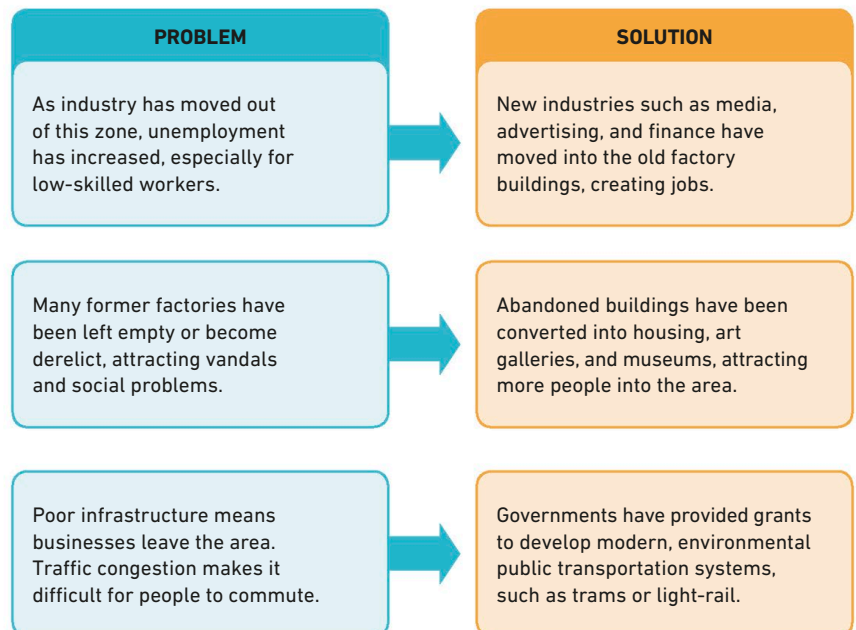 PROBLEM
SOLUTION
As industry has moved out
of this zone, unemployment
has increased, especially for
low-skilled workers.
New industries such as media,
advertising, and finance have
moved into the old factory
buildings, creating jobs.
Many former factories have
been left empty or become
derelict, attracting vandals
and social problems.
Abandoned buildings have been
converted into housing, art
galleries, and museums, attracting
more people into the area.
Poor infrastructure means
businesses leave the area.
Traffic congestion makes it
difficult for people to commute.
Governments have provided grants
to develop modern, environmental
public transportation systems,
such as trams or light-rail.